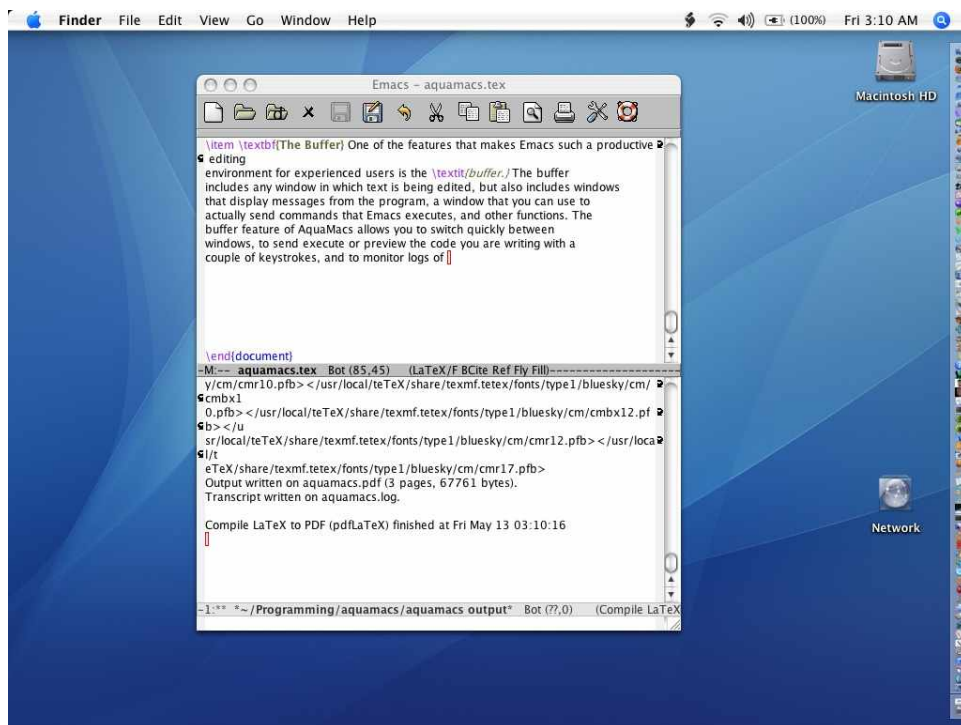 Finder File Edit View Go Window Help (100%) Fri 3:10 AM
Macintosh HD
Emacs – aquamacs.tex
\item \textbf{The Buffer} One of the features that makes Emacs such a productive
editing
environment for experienced users is the \textit{buffer.} The buffer
includes any window in which text is being edited, but also includes windows
that display messages from the program, a window that you can use to
actually send commands that Emacs executes, and other functions. The
buffer feature of AquaMacs allows you to switch quickly between
windows, to send execute or preview the code you are writing with a
couple of keystrokes, and to monitor logs of
\end{document}
-M:-- aquamacs.tex Bot (85,45) (LaTeX/F BCite Ref Fly Fill)--------------------
y/cm/cmr10.pfb></usr/local/teTeX/share/texmf.tetex/fonts/type1/bluesky/cm/
cmbx1
0.pfb></usr/local/teTeX/share/texmf.tetex/fonts/type1/bluesky/cm/cmbx12.pf
b></u
sr/local/teTeX/share/texmf.tetex/fonts/type1/bluesky/cm/cmr12.pfb></usr/loca
l/t
eTeX/share/texmf.tetex/fonts/type1/bluesky/cm/cmr17.pfb>
Output written on aquamacs.pdf (3 pages, 67761 bytes).
Transcript written on aquamacs.log.
Compile LaTeX to PDF (pdfLaTeX) finished at Fri May 13 03:10:16
-1:** *~/Programming/aquamacs/aquamacs output* Bot (??,0) (Compile LaTeX
Network